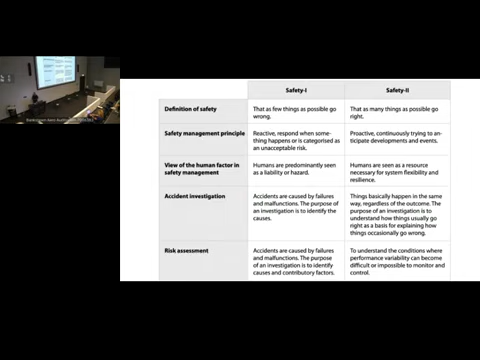 Safety-I Safety-II
Definition of safety That as few things as possible go That as many things as possible go
wrong. right.
Safety management principle Reactive, respond when some- Proactive, continuously trying to an-
thing happens or is categorised as ticipate developments and events.
an unacceptable risk.
View of the human factor in Humans are predominantly seen Humans are seen as a resource
safety management as a liability or hazard. necessary for system flexibility and
resilience.
Accident investigation Accidents are caused by failures Things basically happen in the same
and malfunctions. The purpose of way, regardless of the outcome. The
an investigation is to identify the purpose of an investigation is to
causes. understand how things usually go
right as a basis for explaining how
things occasionally go wrong.
Risk assessment Accidents are caused by failures To understand the conditions where
and malfunctions. The purpose performance variability can become
of an investigation is to identify difficult or impossible to monitor and
causes and contributory factors. control.